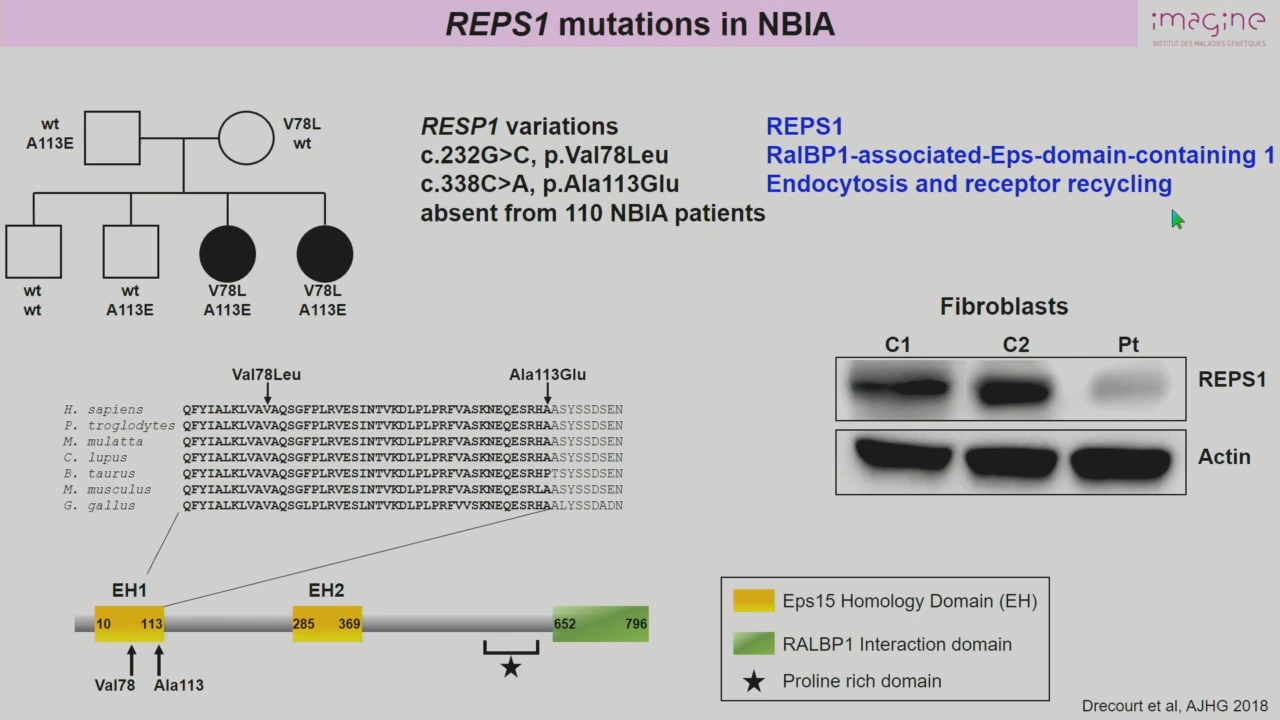 REPS1 mutations in NBIA
imagine
INSTITUT DES MALADIES GÉNÉTIQUES
wt
A113E
V78L
wt
wt
wt
wt
A113E
V78L
A113E
V78L
A113E
RESP1 variations
c.232G>C, p.Val78Leu
c.338C>A, p.Ala113Glu
absent from 110 NBIA patients
REPS1
RalBP1-associated-Eps-domain-containing 1
Endocytosis and receptor recycling
Fibroblasts
C1 C2 Pt
REPS1
Actin
Val78Leu Ala113Glu
H. sapiens QFYIALKLVAVAQSGFPLRVESINTVKDLPLPRFVASKNEQESRHAASYSSDSEN
P. troglodytes QFYIALKLVAVAQSGFPLRVESINTVKDLPLPRFVASKNEQESRHAASYSSDSEN
M. mulatta QFYIALKLVAVAQSGFPLRVESINTVKDLPLPRFVASKNEQESRHAASYSSDSEN
C. lupus QFYIALKLVAVAQSGFPLRVESINTVKDLPLPRFVASKNEQESRHAASYSSDSEN
B. taurus QFYIALKLVAVAQSGFPLRVESINTVKDLPLPRFVASKNEQESRHPTSYSSDSEN
M. musculus QFYIALKLVAVAQSGFPLRVESINTVKDLPLPRFVVSKNEQESRLAASYSSDSEN
G. gallus QFYIALKLVAVAQSGLPLRVESLNTVKDLPLPRFVASKNEQESRHAALYSSDADN
EH1 EH2
10 113 285 369 652 796
Val78 Ala113
Eps15 Homology Domain (EH)
RALBP1 Interaction domain
Proline rich domain
Drecourt et al, AJHG 2018